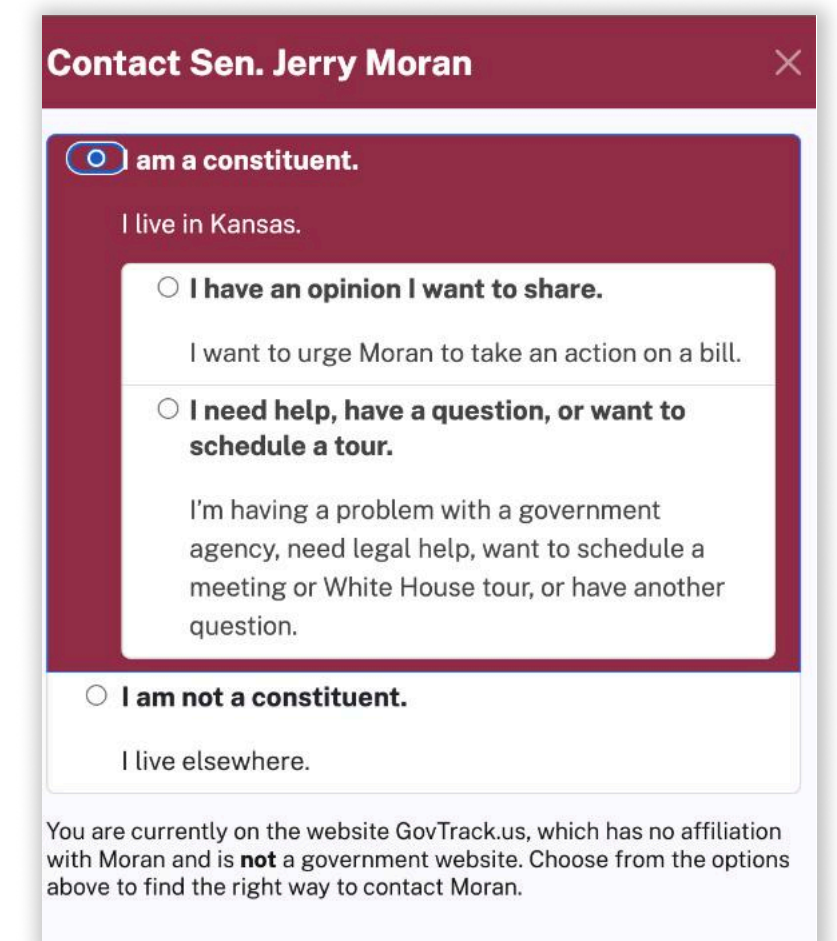 Contact Sen. Jerry Moran
I am a constituent.
I live in Kansas.
I have an opinion I want to share.
I want to urge Moran to take an action on a bill.
I need help, have a question, or want to
schedule a tour.
I'm having a problem with a government
agency, need legal help, want to schedule a
meeting or White House tour, or have another
question.
I am not a constituent.
I live elsewhere.
You are currently on the website GovTrack.us, which has no affiliation
with Moran and is not a government website. Choose from the options
above to find the right way to contact Moran.